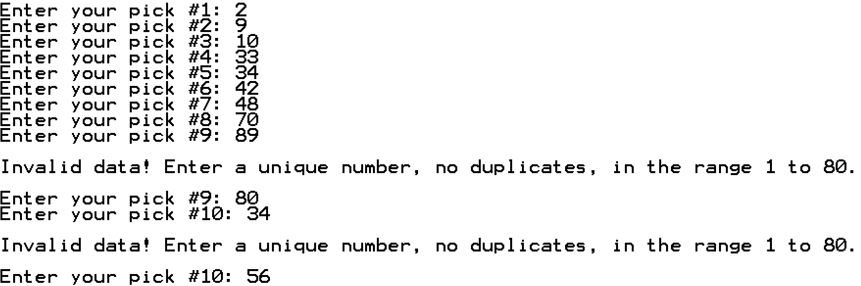 Enter your pick #1: 2
Enter your pick #2: 9
Enter your pick #3: 10
Enter your pick #4: 33
Enter your pick #5: 34
Enter your pick #6: 42
Enter your pick #7: 48
Enter your pick #8: 70
Enter your pick #9: 89
Invalid data! Enter a unique number, no duplicates, in the range 1 to 80.
Enter your pick #9: 80
Enter your pick #10: 34
Invalid data! Enter a unique number, no duplicates, in the range 1 to 80.
Enter your pick #10: 56